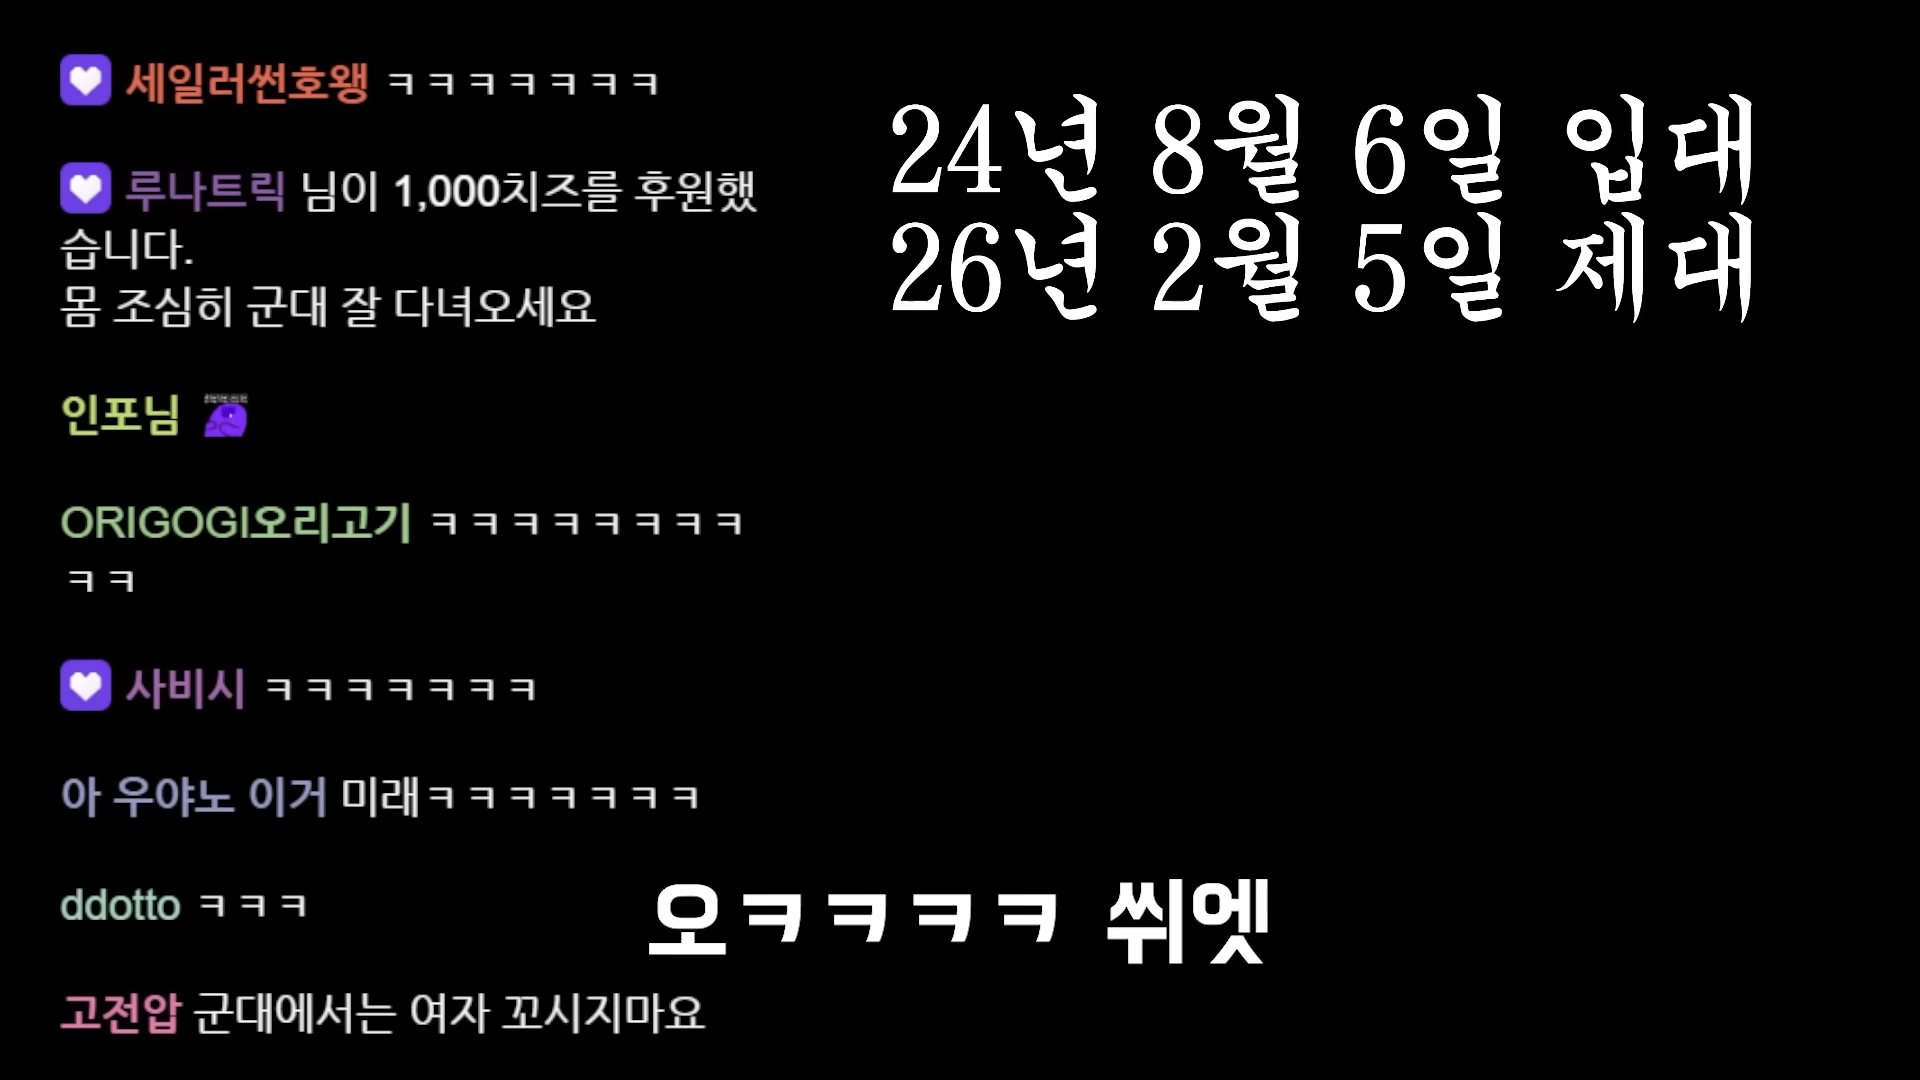 세일러썬호왱 ㅋㅋㅋㅋㅋㅋㅋ
루나트릭 님이 1,000치즈를 후원했
습니다.
몸 조심히 군대 잘 다녀오세요
인포님
ORIGOGI오리고기 ㅋㅋㅋㅋㅋㅋㅋㅋ
ㅋㅋ
사비시 ㅋㅋㅋㅋㅋㅋㅋ
아 우야노 이거 미래ㅋㅋㅋㅋㅋㅋㅋ
ddotto ㅋㅋㅋ
고전압 군대에서는 여자 꼬시지마요
24년 8월 6일 입대
26년 2월 5일 제대
오ㅋㅋㅋㅋ 쒸엣